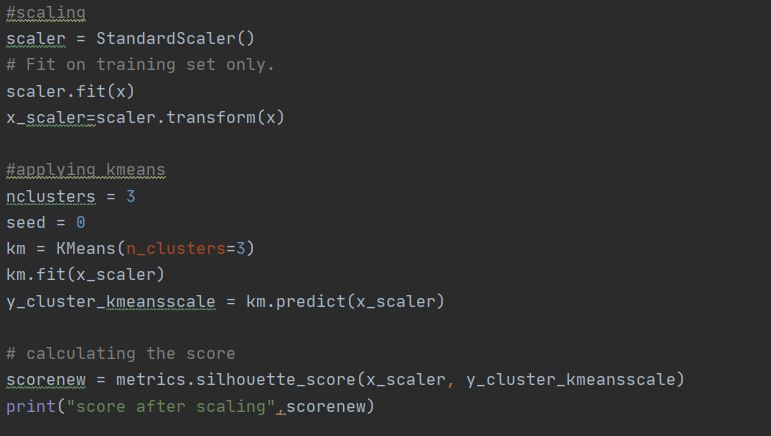 #scaling
scaler = StandardScaler()
# Fit on training set only.
scaler.fit(x)
x_scaler=scaler.transform(x)
#applying kmeans
nclusters = 3
seed = 0
km = KMeans(n_clusters=3)
km.fit(x_scaler)
y_cluster_kmeansscale = km.predict(x_scaler)
# calculating the score
scorenew = metrics.silhouette_score(x_scaler, y_cluster_kmeansscale)
print("score after scaling",scorenew)